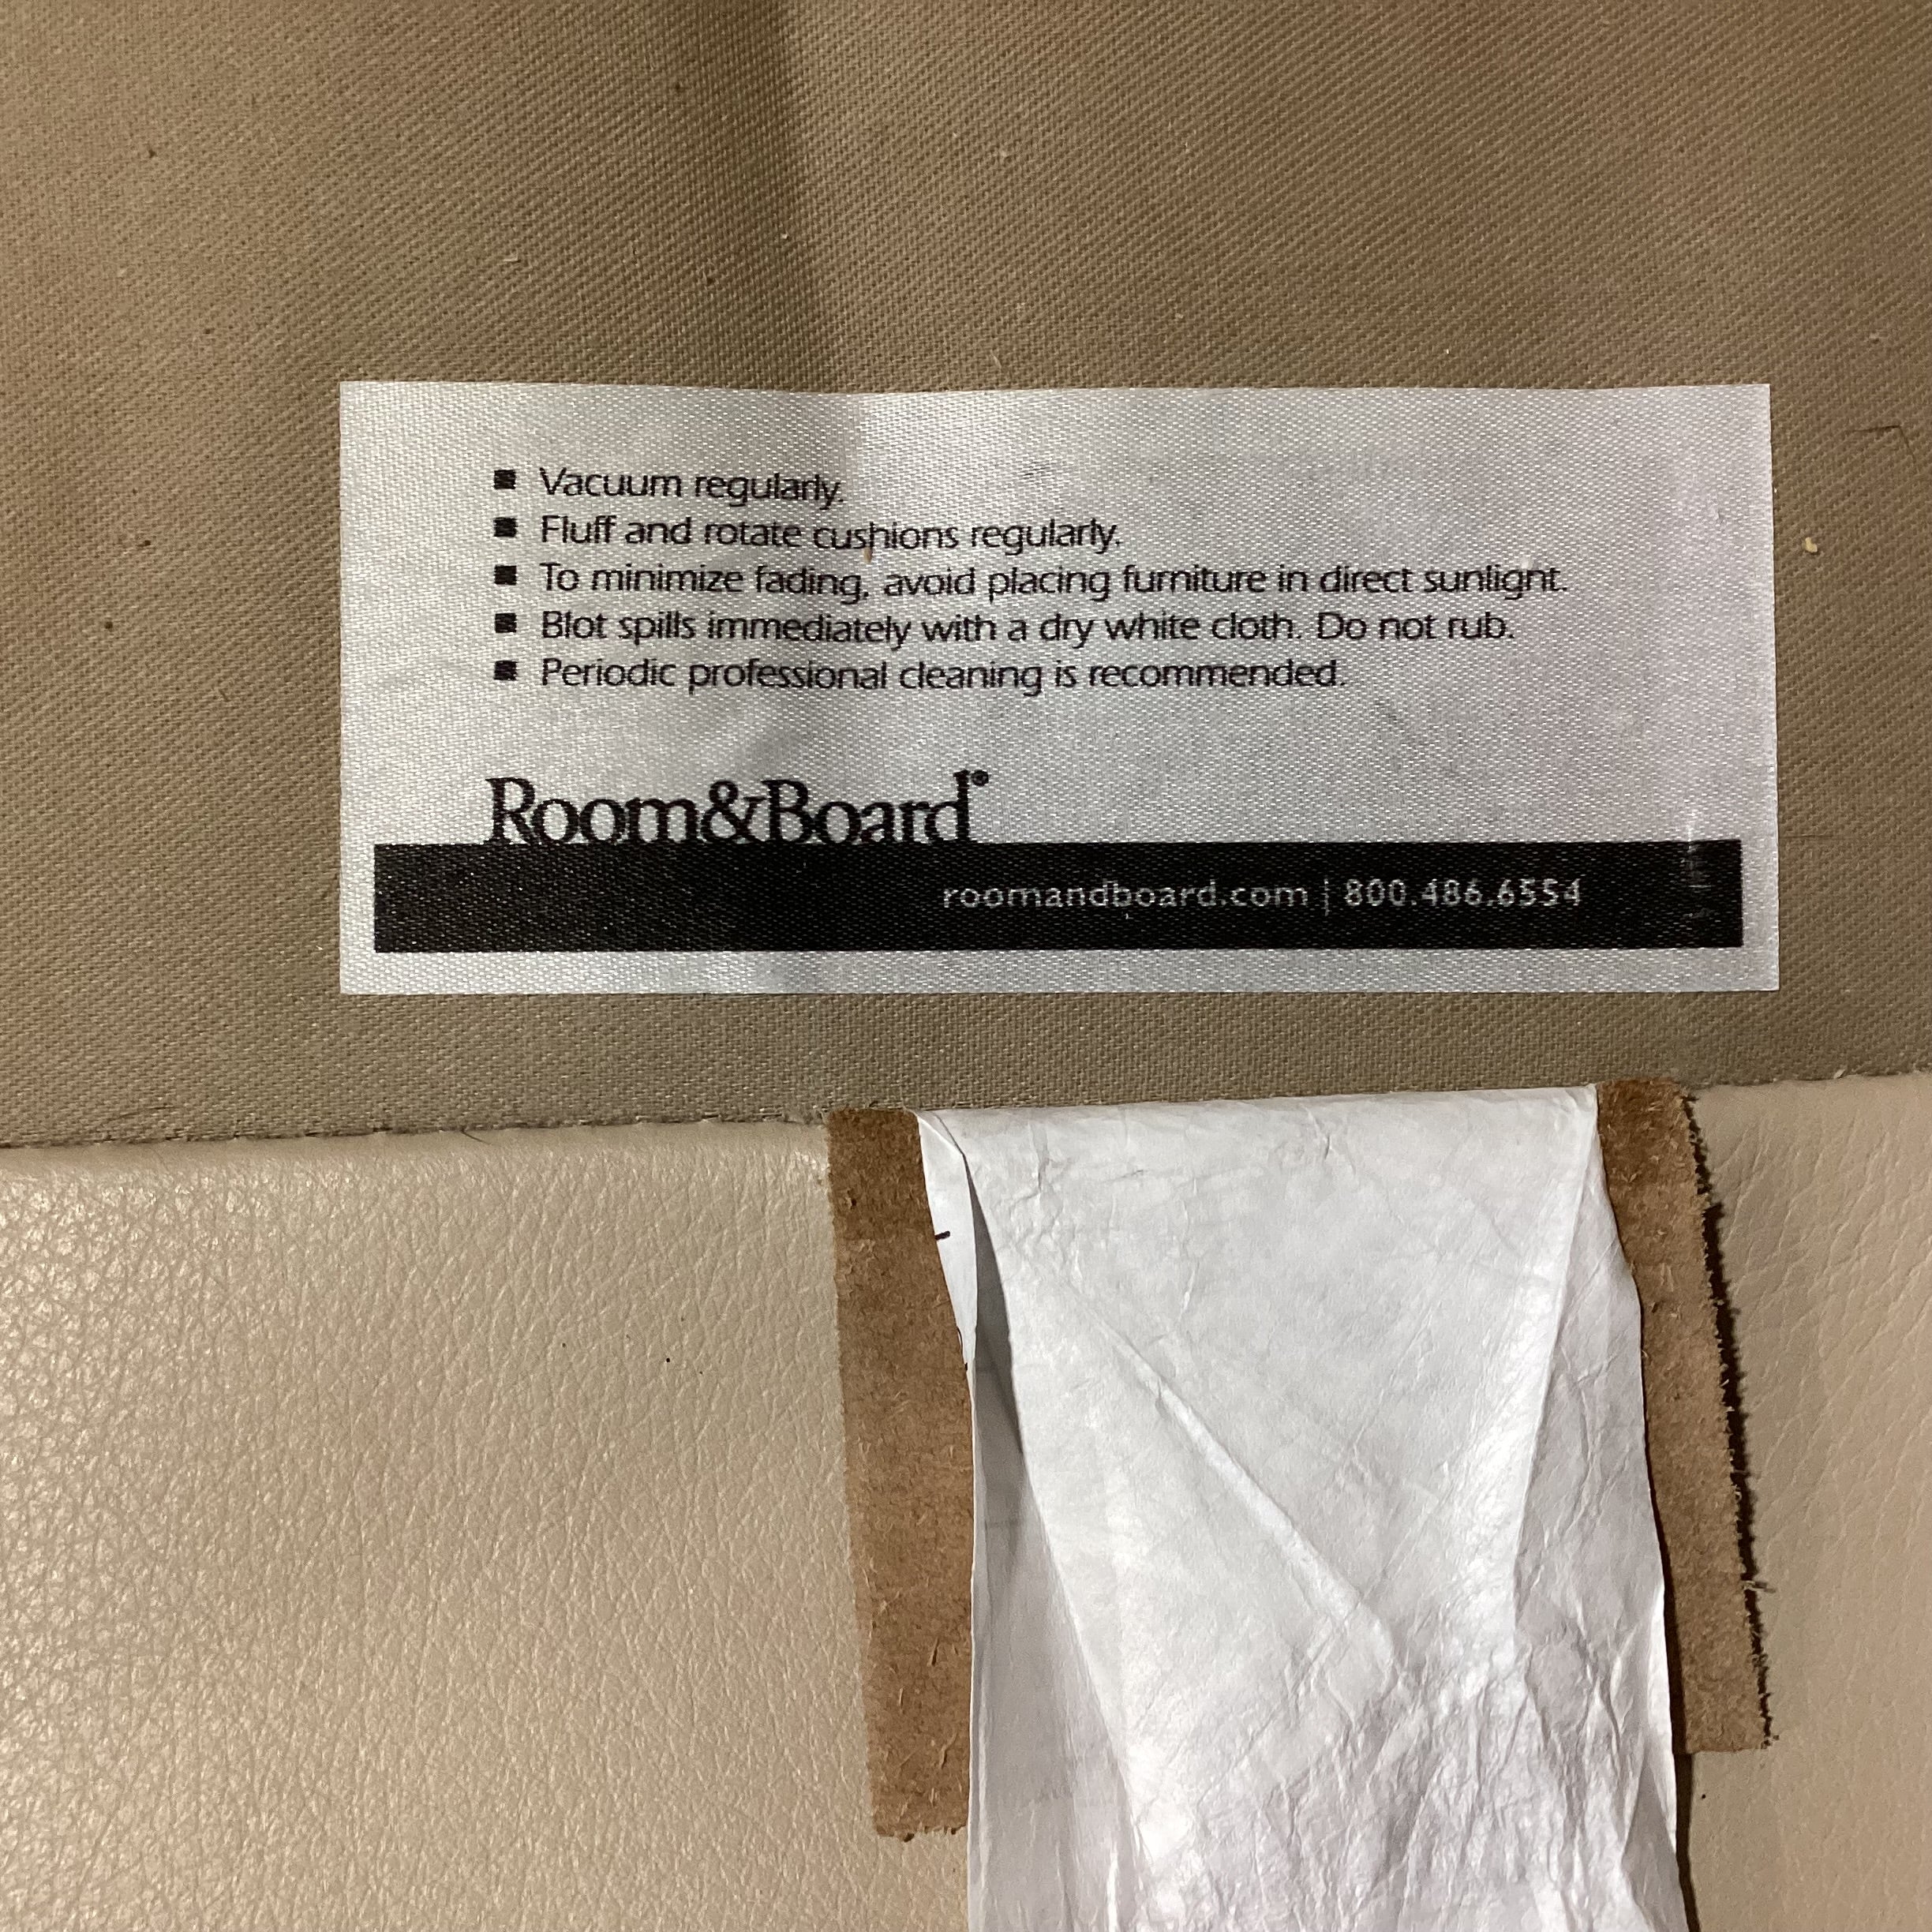 ■ Vacuum regularly.
■ Fluff and rotate cushions regularly.
■ To minimize fading, avoid placing furniture in direct sunlight.
■ Blot spills immediately with a dry white cloth. Do not rub.
■ Periodic professional cleaning is recommended.
Room&Board®
roomandboard.com | 800.486.6554